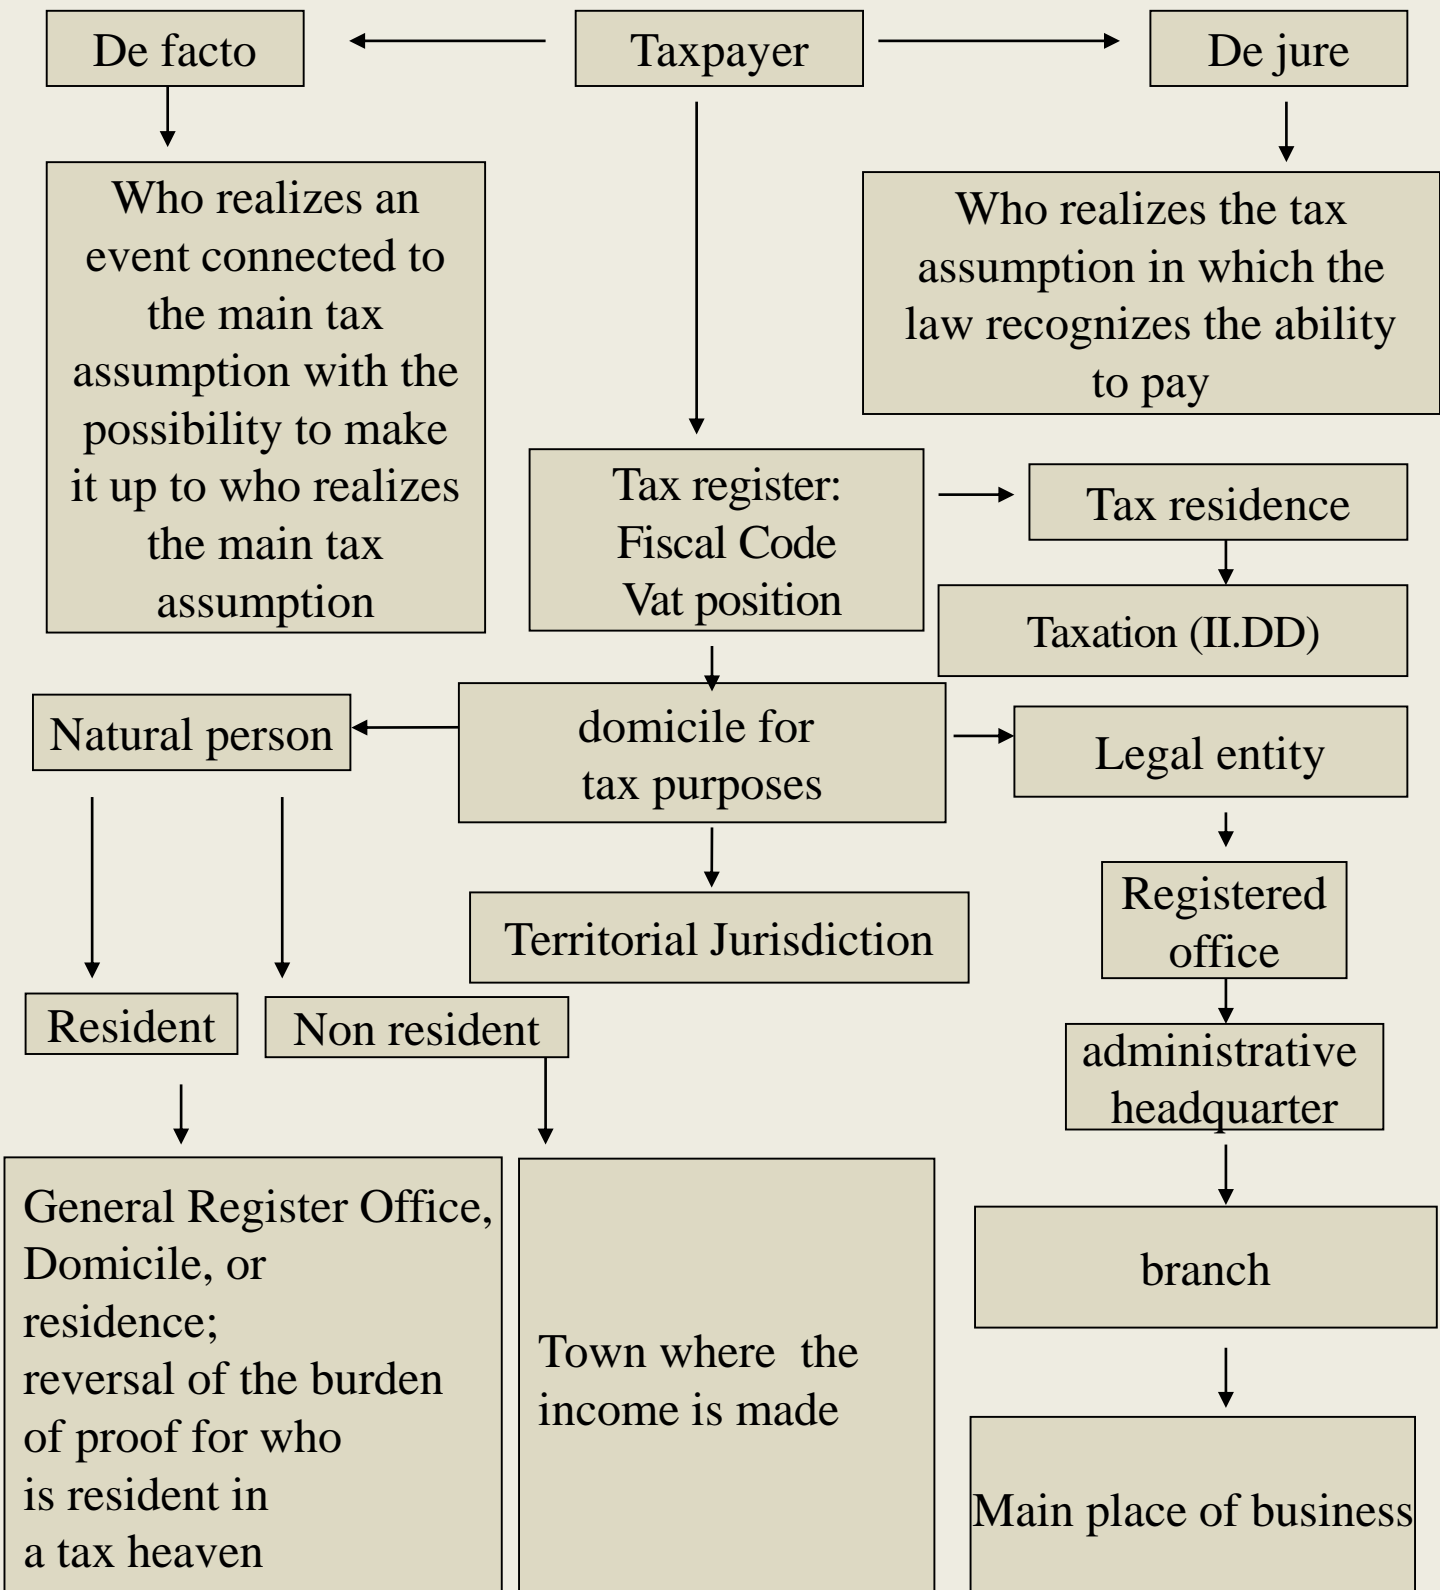 De facto
Taxpayer
De jure
Who realizes an
event connected to
the main tax
assumption with the
possibility to make
it up to who realizes
the main tax
assumption
Who realizes the tax
assumption in which the
law recognizes the ability
to pay
Tax register:
Fiscal Code
Vat position
Tax residence
Taxation (II.DD)
Natural person
domicile for
tax purposes
Legal entity
Territorial Jurisdiction
Registered
office
Resident
Non resident
administrative
headquarter
General Register Office,
Domicile, or
residence;
reversal of the burden
of proof for who
is resident in
a tax heaven
Town where  the
income is made
branch
Main place of business